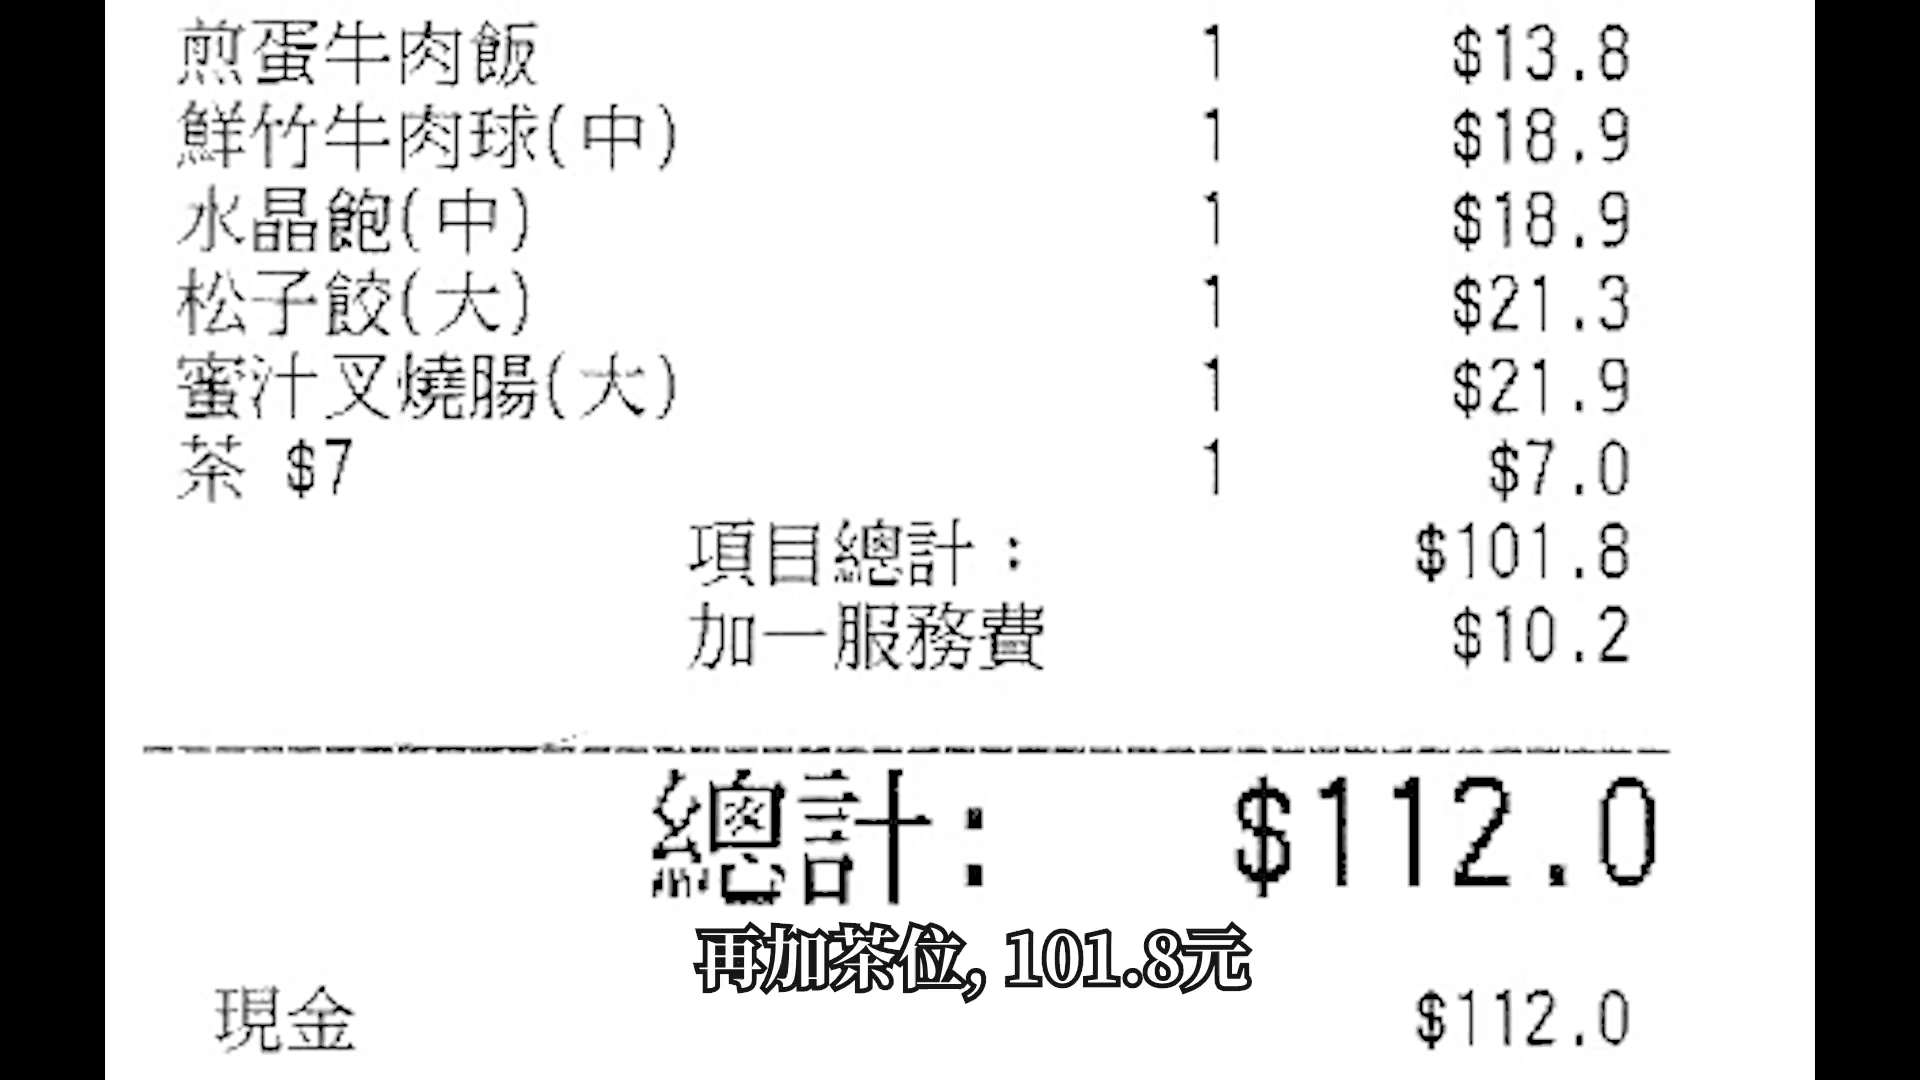 煎蛋牛肉飯 1 $13.8
鮮竹牛肉球(中) 1 $18.9
水晶飽(中) 1 $18.9
松子餃(大) 1 $21.3
蜜汁叉燒腸(大) 1 $21.9
茶 $7 1 $7.0
項目總計: $101.8
加一服務費 $10.2
總計: $112.0
再加茶位, 101.8元
現金 $112.0